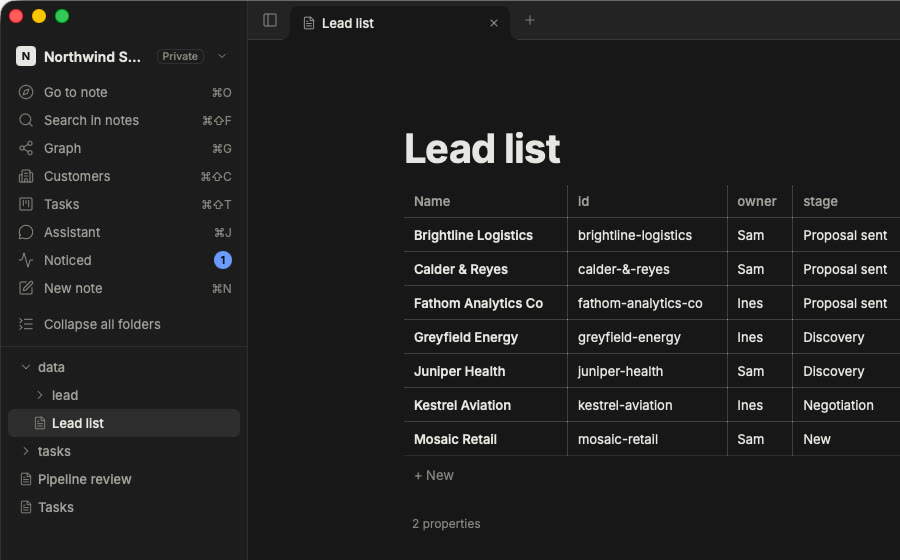 Lead list
N Northwind S... Private
Go to note ⌘O
Search in notes ⌘⇧F
Graph ⌘G
Customers ⌘⇧C
Tasks ⌘⇧T
Assistant ⌘J
Noticed 1
New note ⌘N
Collapse all folders
data
lead
Lead list
tasks
Pipeline review
Tasks
Lead list
Name id owner stage
Brightline Logistics brightline-logistics Sam Proposal sent
Calder & Reyes calder-&-reyes Sam Proposal sent
Fathom Analytics Co fathom-analytics-co Ines Proposal sent
Greyfield Energy greyfield-energy Ines Discovery
Juniper Health juniper-health Sam Discovery
Kestrel Aviation kestrel-aviation Ines Negotiation
Mosaic Retail mosaic-retail Sam New
+ New
2 properties